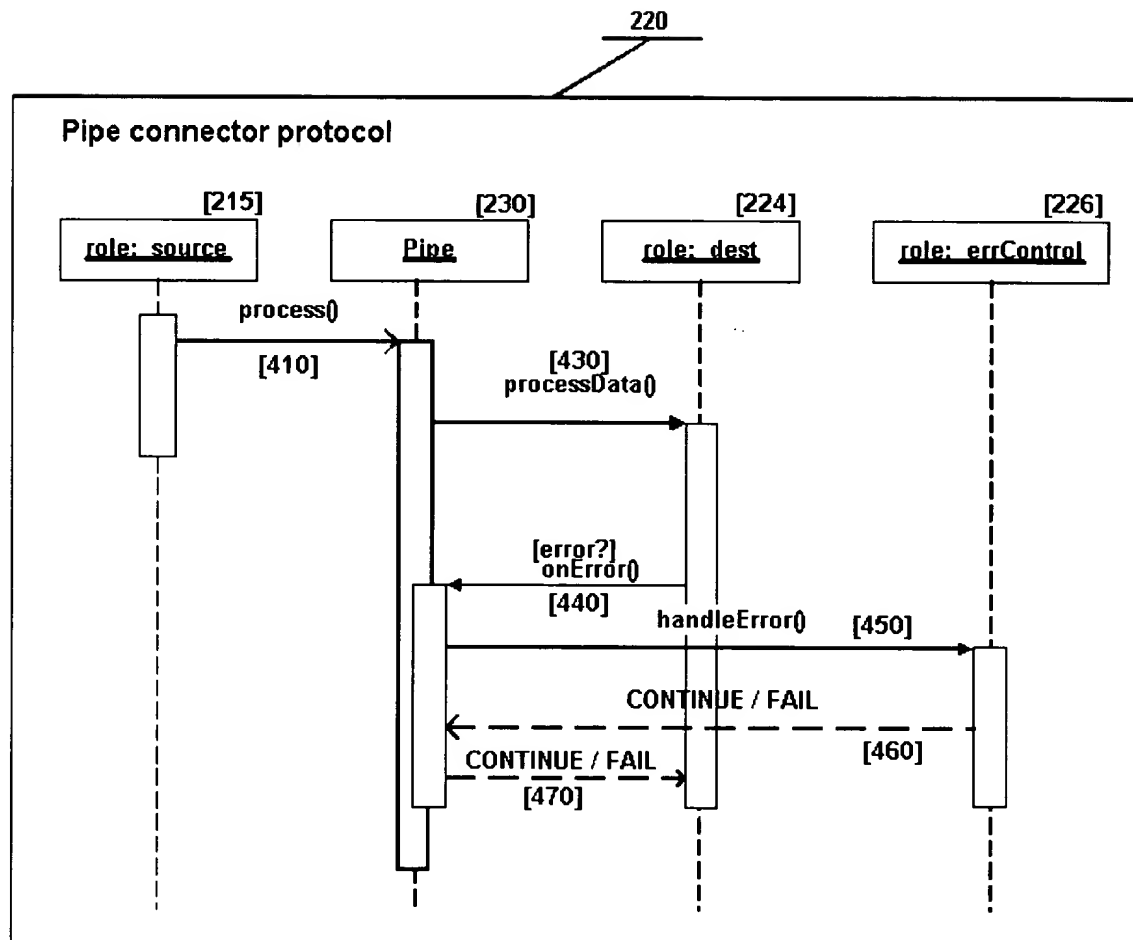 220
Pipe connector protocol
[215]
[230]
[224]
[226]
role: source
Pipe
role: dest
role: errControl
process()
[410]
[430]
processData()
[error?]
onError()
[440]
handleError()
[450]
CONTINUE / FAIL
[460]
CONTINUE / FAIL
[470]